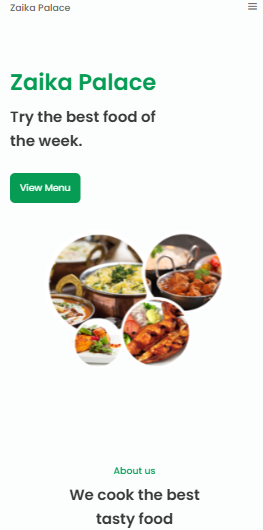 Zaika Palace
Zaika Palace
Try the best food of
the week.
View Menu
About us
We cook the best
tasty food